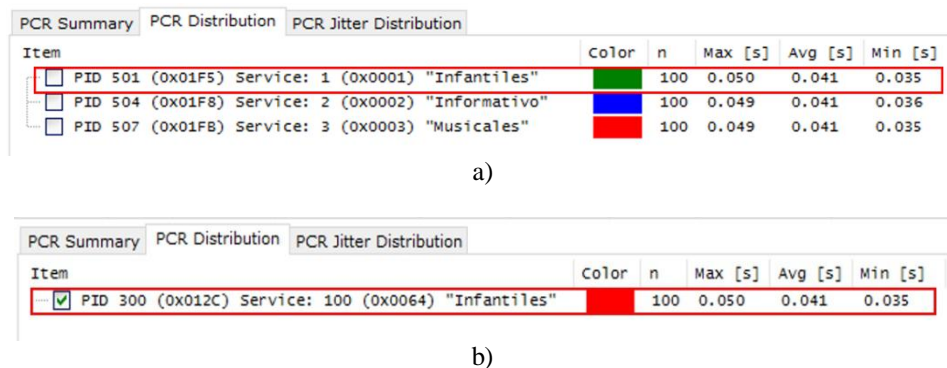 PCR Summary PCR Distribution PCR Jitter Distribution
Item Color n Max [s] Avg [s] Min [s]
PID 501 (0x01F5) Service: 1 (0x0001) "Infantiles" 100 0.050 0.041 0.035
PID 504 (0x01F8) Service: 2 (0x0002) "Informativo" 100 0.049 0.041 0.036
PID 507 (0x01FB) Service: 3 (0x0003) "Musicales" 100 0.049 0.041 0.035
a)
PCR Summary PCR Distribution PCR Jitter Distribution
Item Color n Max [s] Avg [s] Min [s]
PID 300 (0x012C) Service: 100 (0x0064) "Infantiles" 100 0.050 0.041 0.035
b)